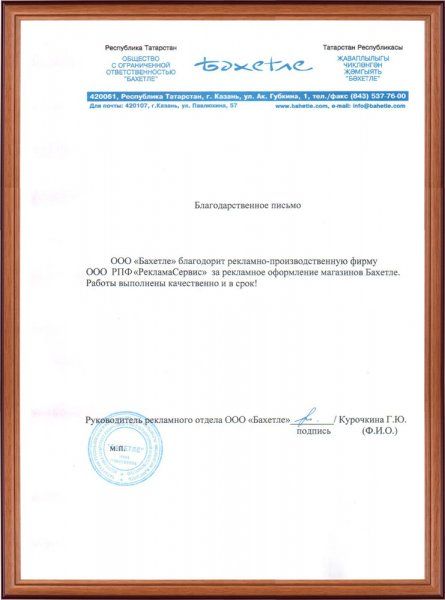 Республика Татарстан
ОБЩЕСТВО
С ОГРАНИЧЕННОЙ
ОТВЕТСТВЕННОСТЬЮ
"БАХЕТЛЕ"
бəхетле
Татарстан Республикасы
ЖАВАПЛЫЛЫГЫ
ЧИКЛӘНГӘН
ҖӘМГЫЯТЬ
"БӘХЕТЛЕ"
420061, Республика Татарстан, г. Казань, ул. Ак. Губкина, 1, тел./факс (843) 537-76-00
Для почты: 420107, г.Казань, ул. Павлюхина, 57 www.bahetle.com, e-mail: info@bahetle.com
Благодарственное письмо
ООО «Бахетле» благодорит рекламно-производственную фирму
ООО РПФ «РекламаСервис» за рекламное оформление магазинов Бахетле.
Работы выполнены качественно и в срок!
Руководитель рекламного отдела ООО «Бахетле»_________/ Курочкина Г.Ю.
подпись (Ф.И.О.)
М.П.